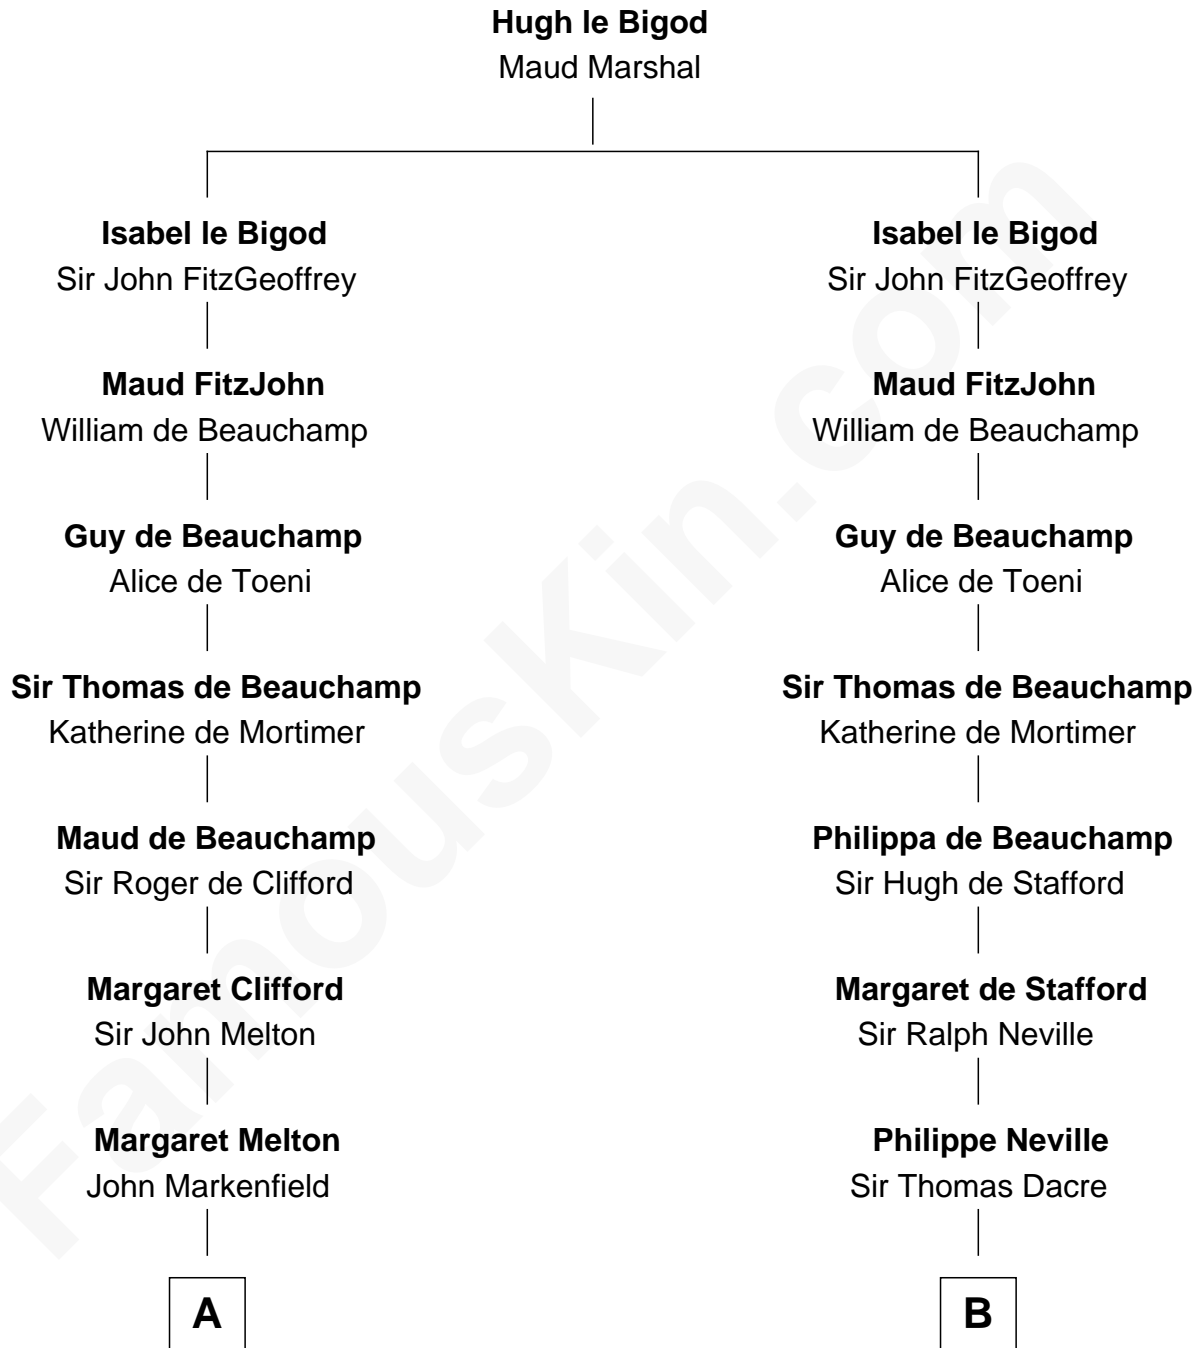 Hugh le Bigod
Maud Marshal
Isabel le Bigod
Sir John FitzGeoffrey
Isabel le Bigod
Sir John FitzGeoffrey
Maud FitzJohn
William de Beauchamp
Maud FitzJohn
William de Beauchamp
Guy de Beauchamp
Alice de Toeni
Guy de Beauchamp
Alice de Toeni
Sir Thomas de Beauchamp
Katherine de Mortimer
Sir Thomas de Beauchamp
Katherine de Mortimer
Maud de Beauchamp
Sir Roger de Clifford
Philippa de Beauchamp
Sir Hugh de Stafford
Margaret Clifford
Sir John Melton
Margaret de Stafford
Sir Ralph Neville
Margaret Melton
John Markenfield
Philippe Neville
Sir Thomas Dacre
A
B
FamousKin.com